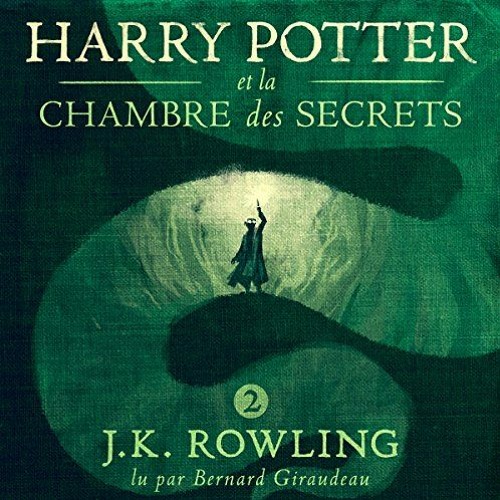 HARRY POTTER
et la
CHAMBRE des SECRETS
2
J.K. ROWLING
lu par Bernard Giraudeau